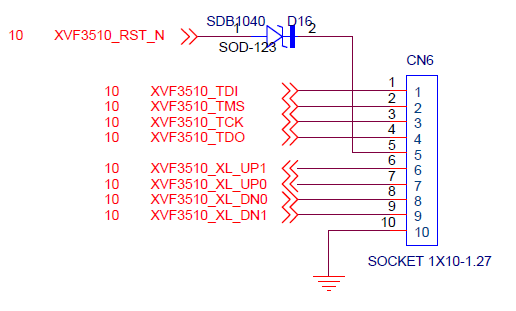 SDB1040 D16
10 XVF3510_RST_N 1 2
SOD-123
CN6
10 XVF3510_TDI 1 1
10 XVF3510_TMS 2 2
10 XVF3510_TCK 3 3
10 XVF3510_TDO 4 4
5 5
10 XVF3510_XL_UP1 6 6
10 XVF3510_XL_UP0 7 7
10 XVF3510_XL_DN0 8 8
10 XVF3510_XL_DN1 9 9
10 10
SOCKET 1X10-1.27